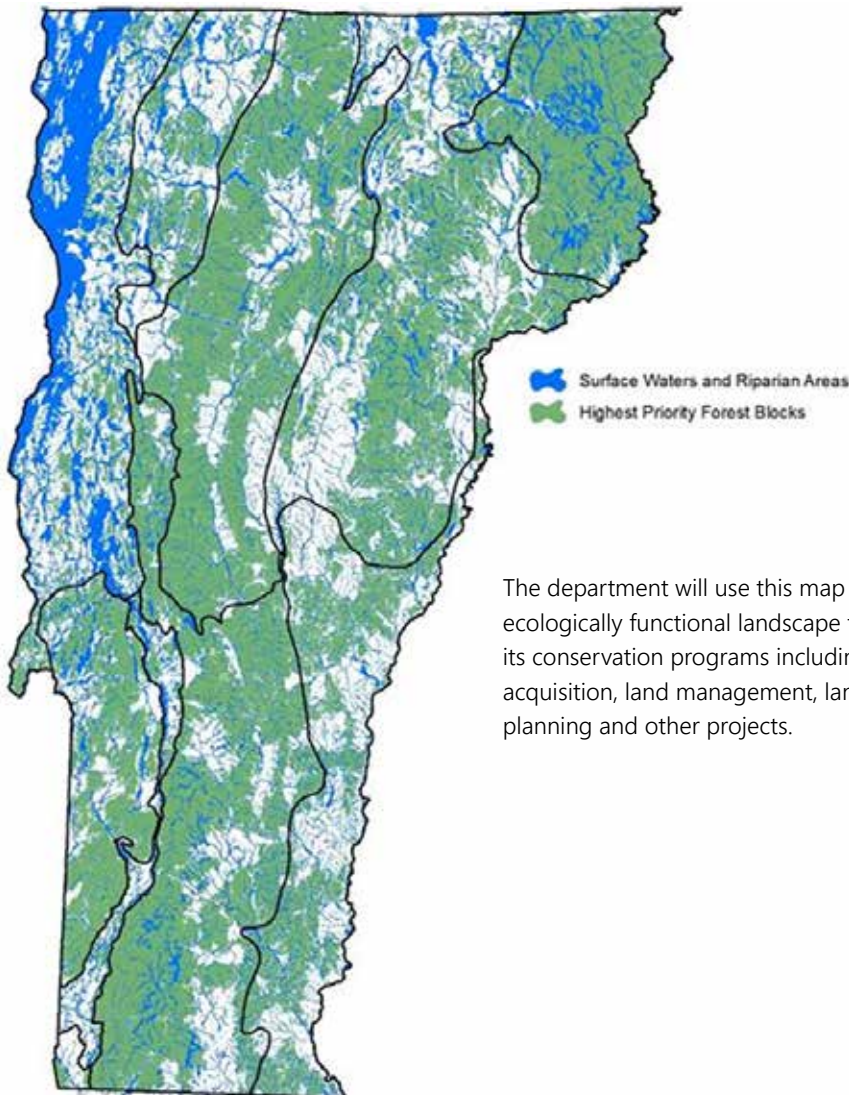 Surface Waters and Riparian Areas
Highest Priority Forest Blocks
The department will use this map
ecologically functional landscape
its conservation programs including
acquisition, land management,
planning and other projects.